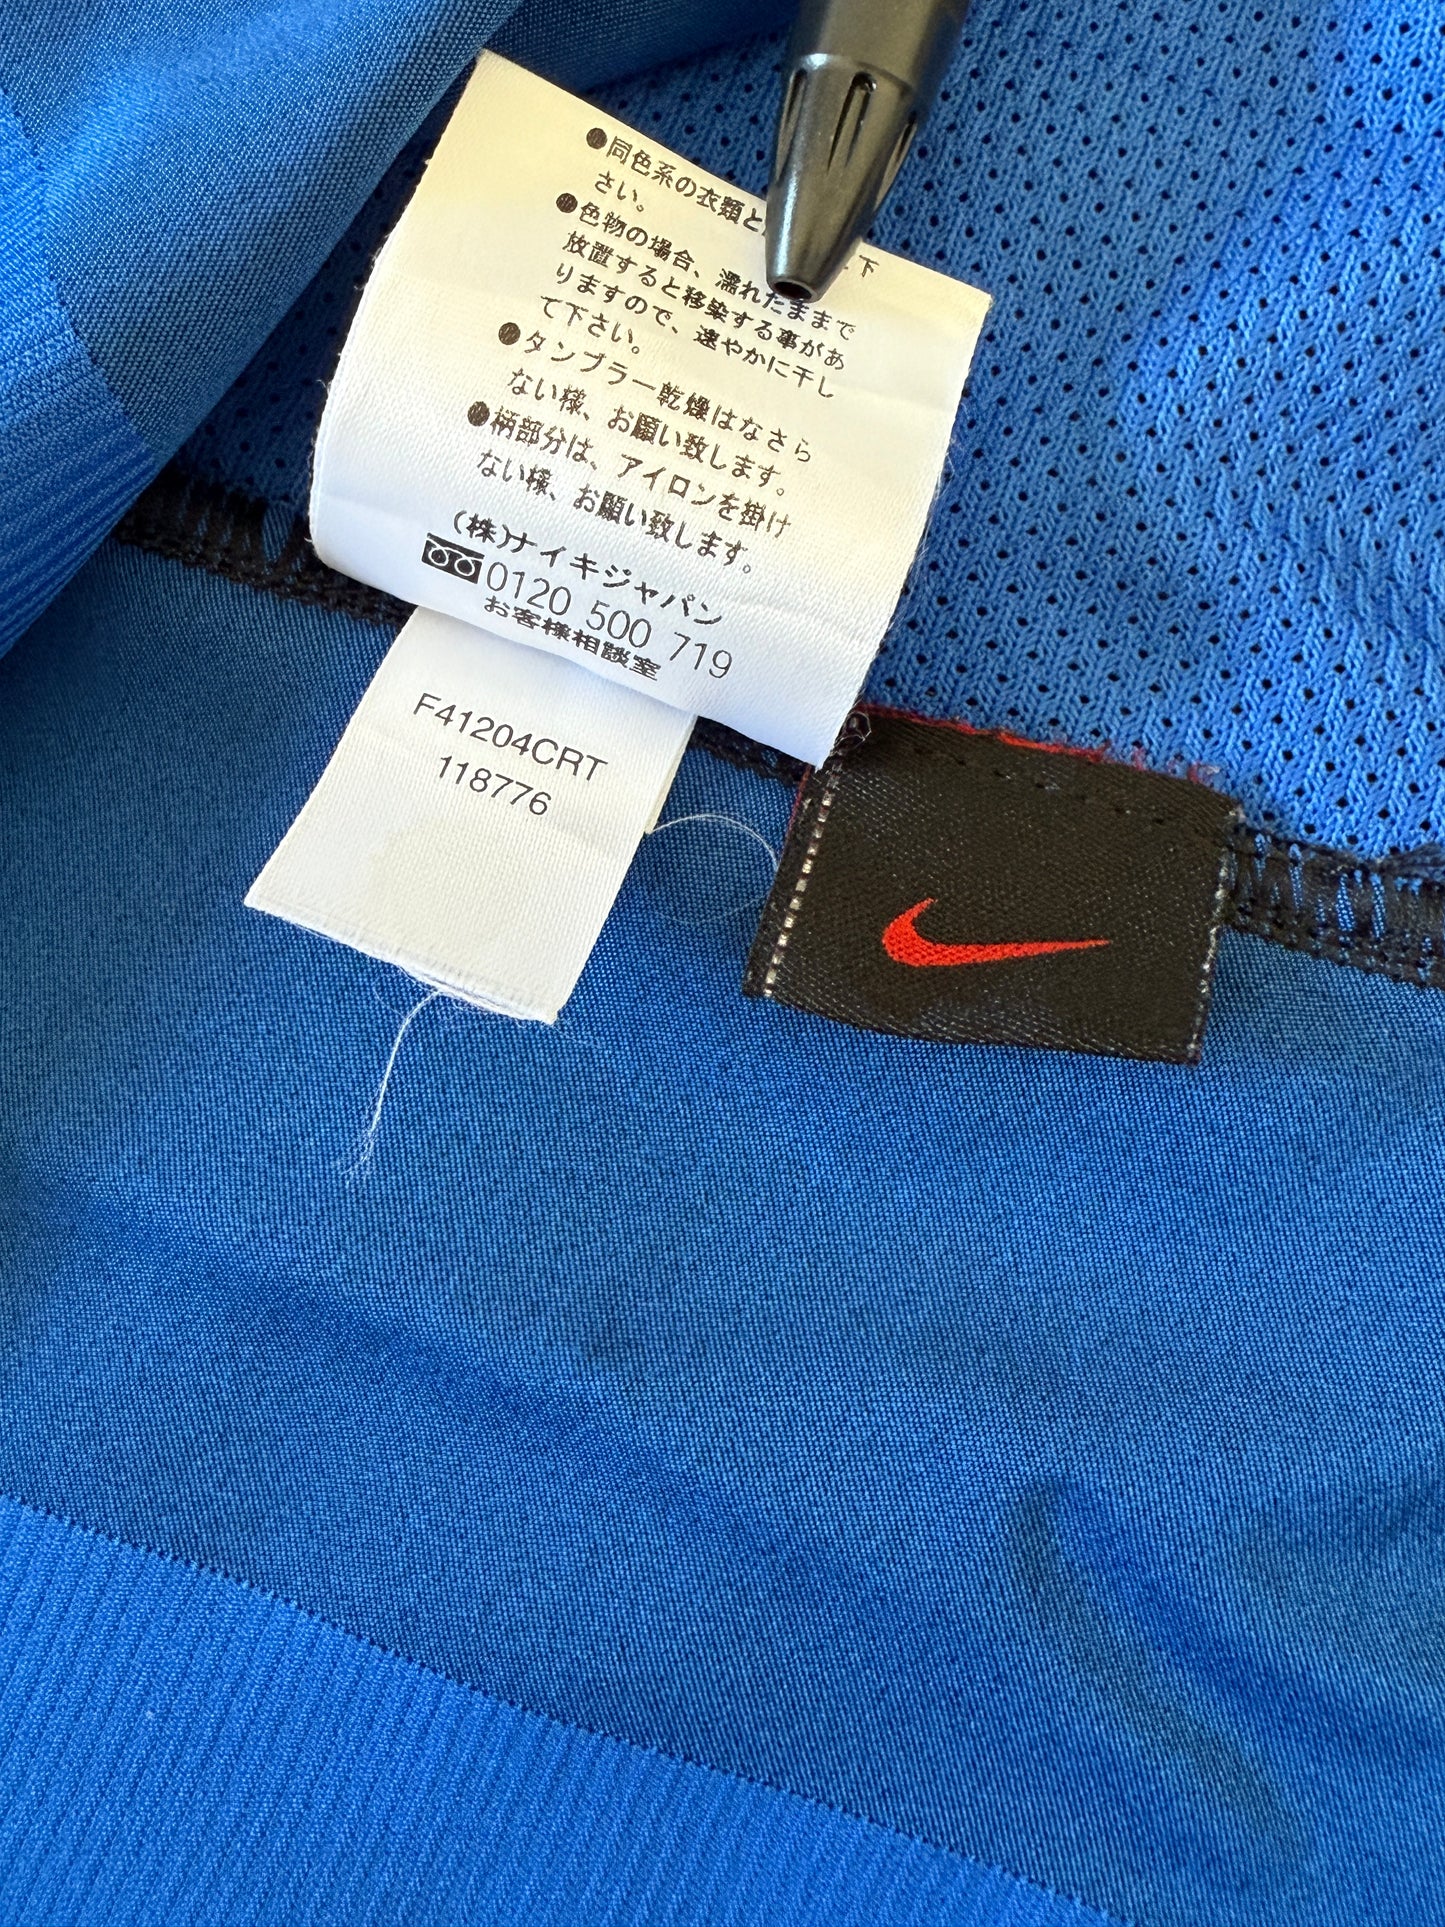 ●同色系の衣類と 下
さい。
●色物の場合、濡れたままで
放置すると移染する事があ
りますので、速やかに干し
て下さい。
●タンブラー乾燥はなさら
ない様、お願い致します。
●柄部分は、アイロンを掛け
ない様、お願い致します。
(株)ナイキジャパン
0120 500 719
お客様相談室
F41204CRT
118776